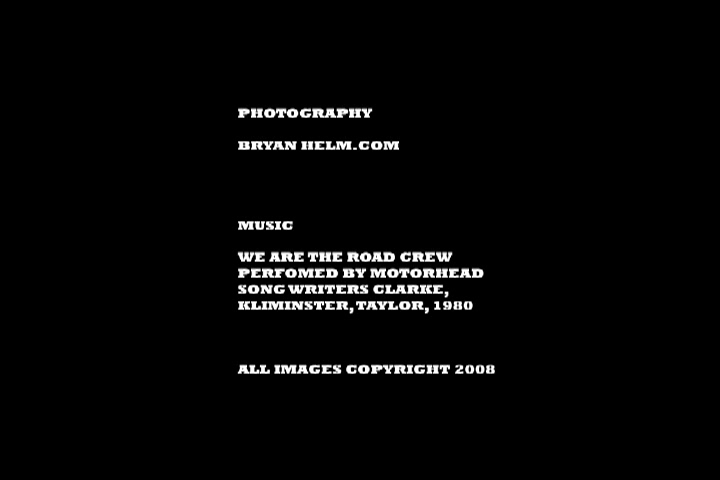 PHOTOGRAPHY
BRYAN HELM.COM
MUSIC
WE ARE THE ROAD CREW
PERFOMED BY MOTORHEAD
SONG WRITERS CLARKE,
KLIMINSTER, TAYLOR, 1980
ALL IMAGES COPYRIGHT 2008